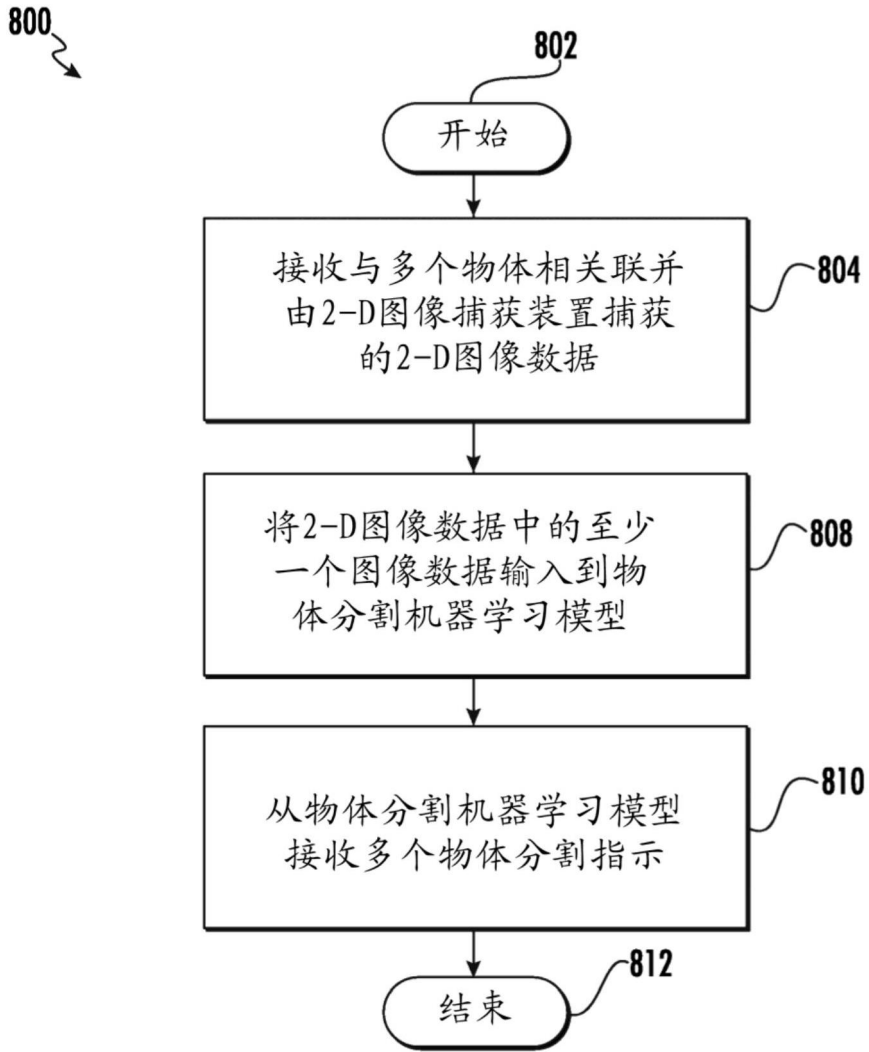 800
802
开始
接收与多个物体相关联并
由2-D图像捕获装置捕获
的2-D图像数据
804
将2-D图像数据中的至少
一个图像数据输入到物
体分割机器学习模型
808
从物体分割机器学习模型
接收多个物体分割指示
810
结束
812